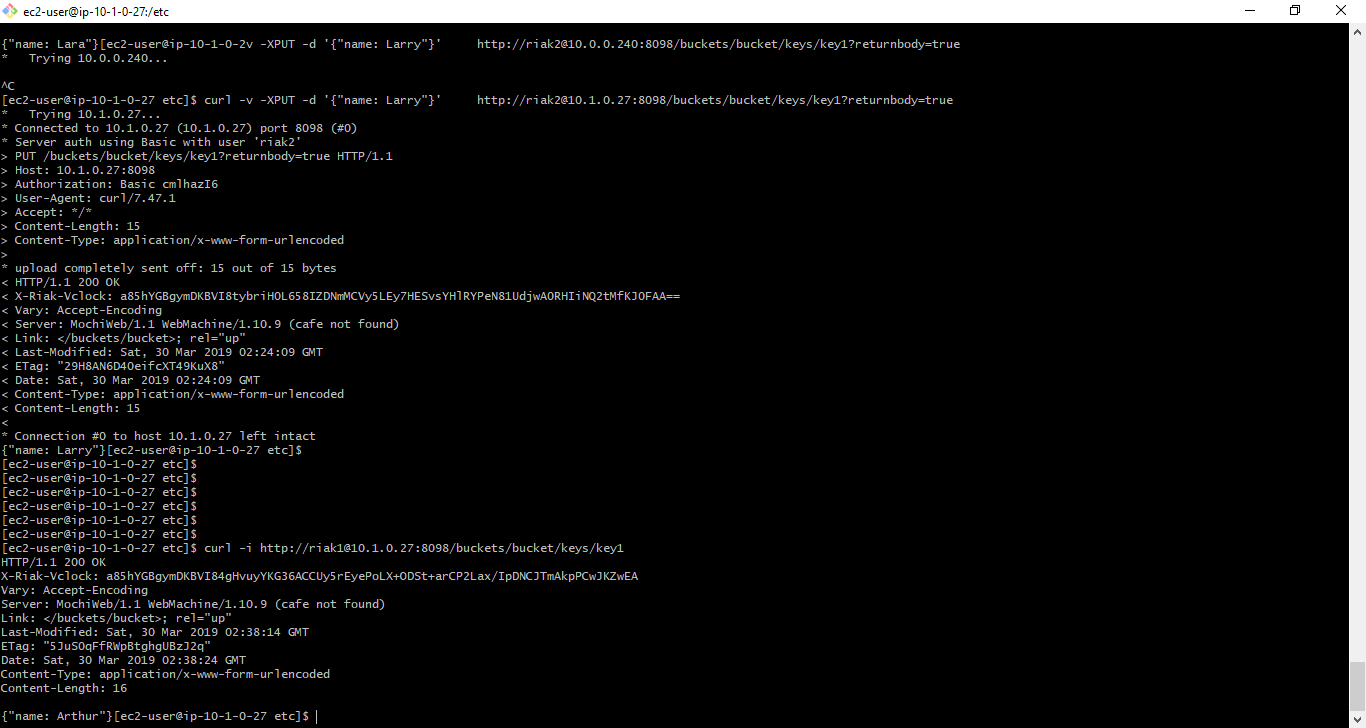 ec2-user@ip-10-1-0-27:/etc
{"name: Lara"}[ec2-user@ip-10-1-0-2v -XPUT -d '{"name: Larry"}' http://riak2@10.0.0.240:8098/buckets/bucket/keys/key1?returnbody=true
* Trying 10.0.0.240...
^C
[ec2-user@ip-10-1-0-27 etc]$ curl -v -XPUT -d '{"name: Larry"}' http://riak2@10.1.0.27:8098/buckets/bucket/keys/key1?returnbody=true
* Trying 10.1.0.27...
* Connected to 10.1.0.27 (10.1.0.27) port 8098 (#0)
* Server auth using Basic with user 'riak2'
> PUT /buckets/bucket/keys/key1?returnbody=true HTTP/1.1
> Host: 10.1.0.27:8098
> Authorization: Basic cmlhazI6
> User-Agent: curl/7.47.1
> Accept: */*
> Content-Length: 15
> Content-Type: application/x-www-form-urlencoded
>
* upload completely sent off: 15 out of 15 bytes
< HTTP/1.1 200 OK
< X-Riak-Vclock: a85hYGBgymDKBVI8tybriHOL658IZDNmMCVy5LEy7HESvsYHlRYPeN81UdjwAORHIiNQ2tMfKJOFAA==
< Vary: Accept-Encoding
< Server: MochiWeb/1.1 WebMachine/1.10.9 (cafe not found)
< Link: </buckets/bucket>; rel="up"
< Last-Modified: Sat, 30 Mar 2019 02:24:09 GMT
< ETag: "29H8AN6D4OeifcXT49KuX8"
< Date: Sat, 30 Mar 2019 02:24:09 GMT
< Content-Type: application/x-www-form-urlencoded
< Content-Length: 15
<
* Connection #0 to host 10.1.0.27 left intact
{"name: Larry"}[ec2-user@ip-10-1-0-27 etc]$
[ec2-user@ip-10-1-0-27 etc]$
[ec2-user@ip-10-1-0-27 etc]$
[ec2-user@ip-10-1-0-27 etc]$
[ec2-user@ip-10-1-0-27 etc]$
[ec2-user@ip-10-1-0-27 etc]$
[ec2-user@ip-10-1-0-27 etc]$
[ec2-user@ip-10-1-0-27 etc]$ curl -i http://riak1@10.1.0.27:8098/buckets/bucket/keys/key1
HTTP/1.1 200 OK
X-Riak-Vclock: a85hYGBgymDKBVI84gHvuyYKG36ACCUy5rEyePoLX+ODSt+arCP2Lax/IpDNCJTmAkpPCwJKZwEA
Vary: Accept-Encoding
Server: MochiWeb/1.1 WebMachine/1.10.9 (cafe not found)
Link: </buckets/bucket>; rel="up"
Last-Modified: Sat, 30 Mar 2019 02:38:14 GMT
ETag: "5JuSOqFfRWpBtghgUBzJ2q"
Date: Sat, 30 Mar 2019 02:38:24 GMT
Content-Type: application/x-www-form-urlencoded
Content-Length: 16
{"name: Arthur"}[ec2-user@ip-10-1-0-27 etc]$